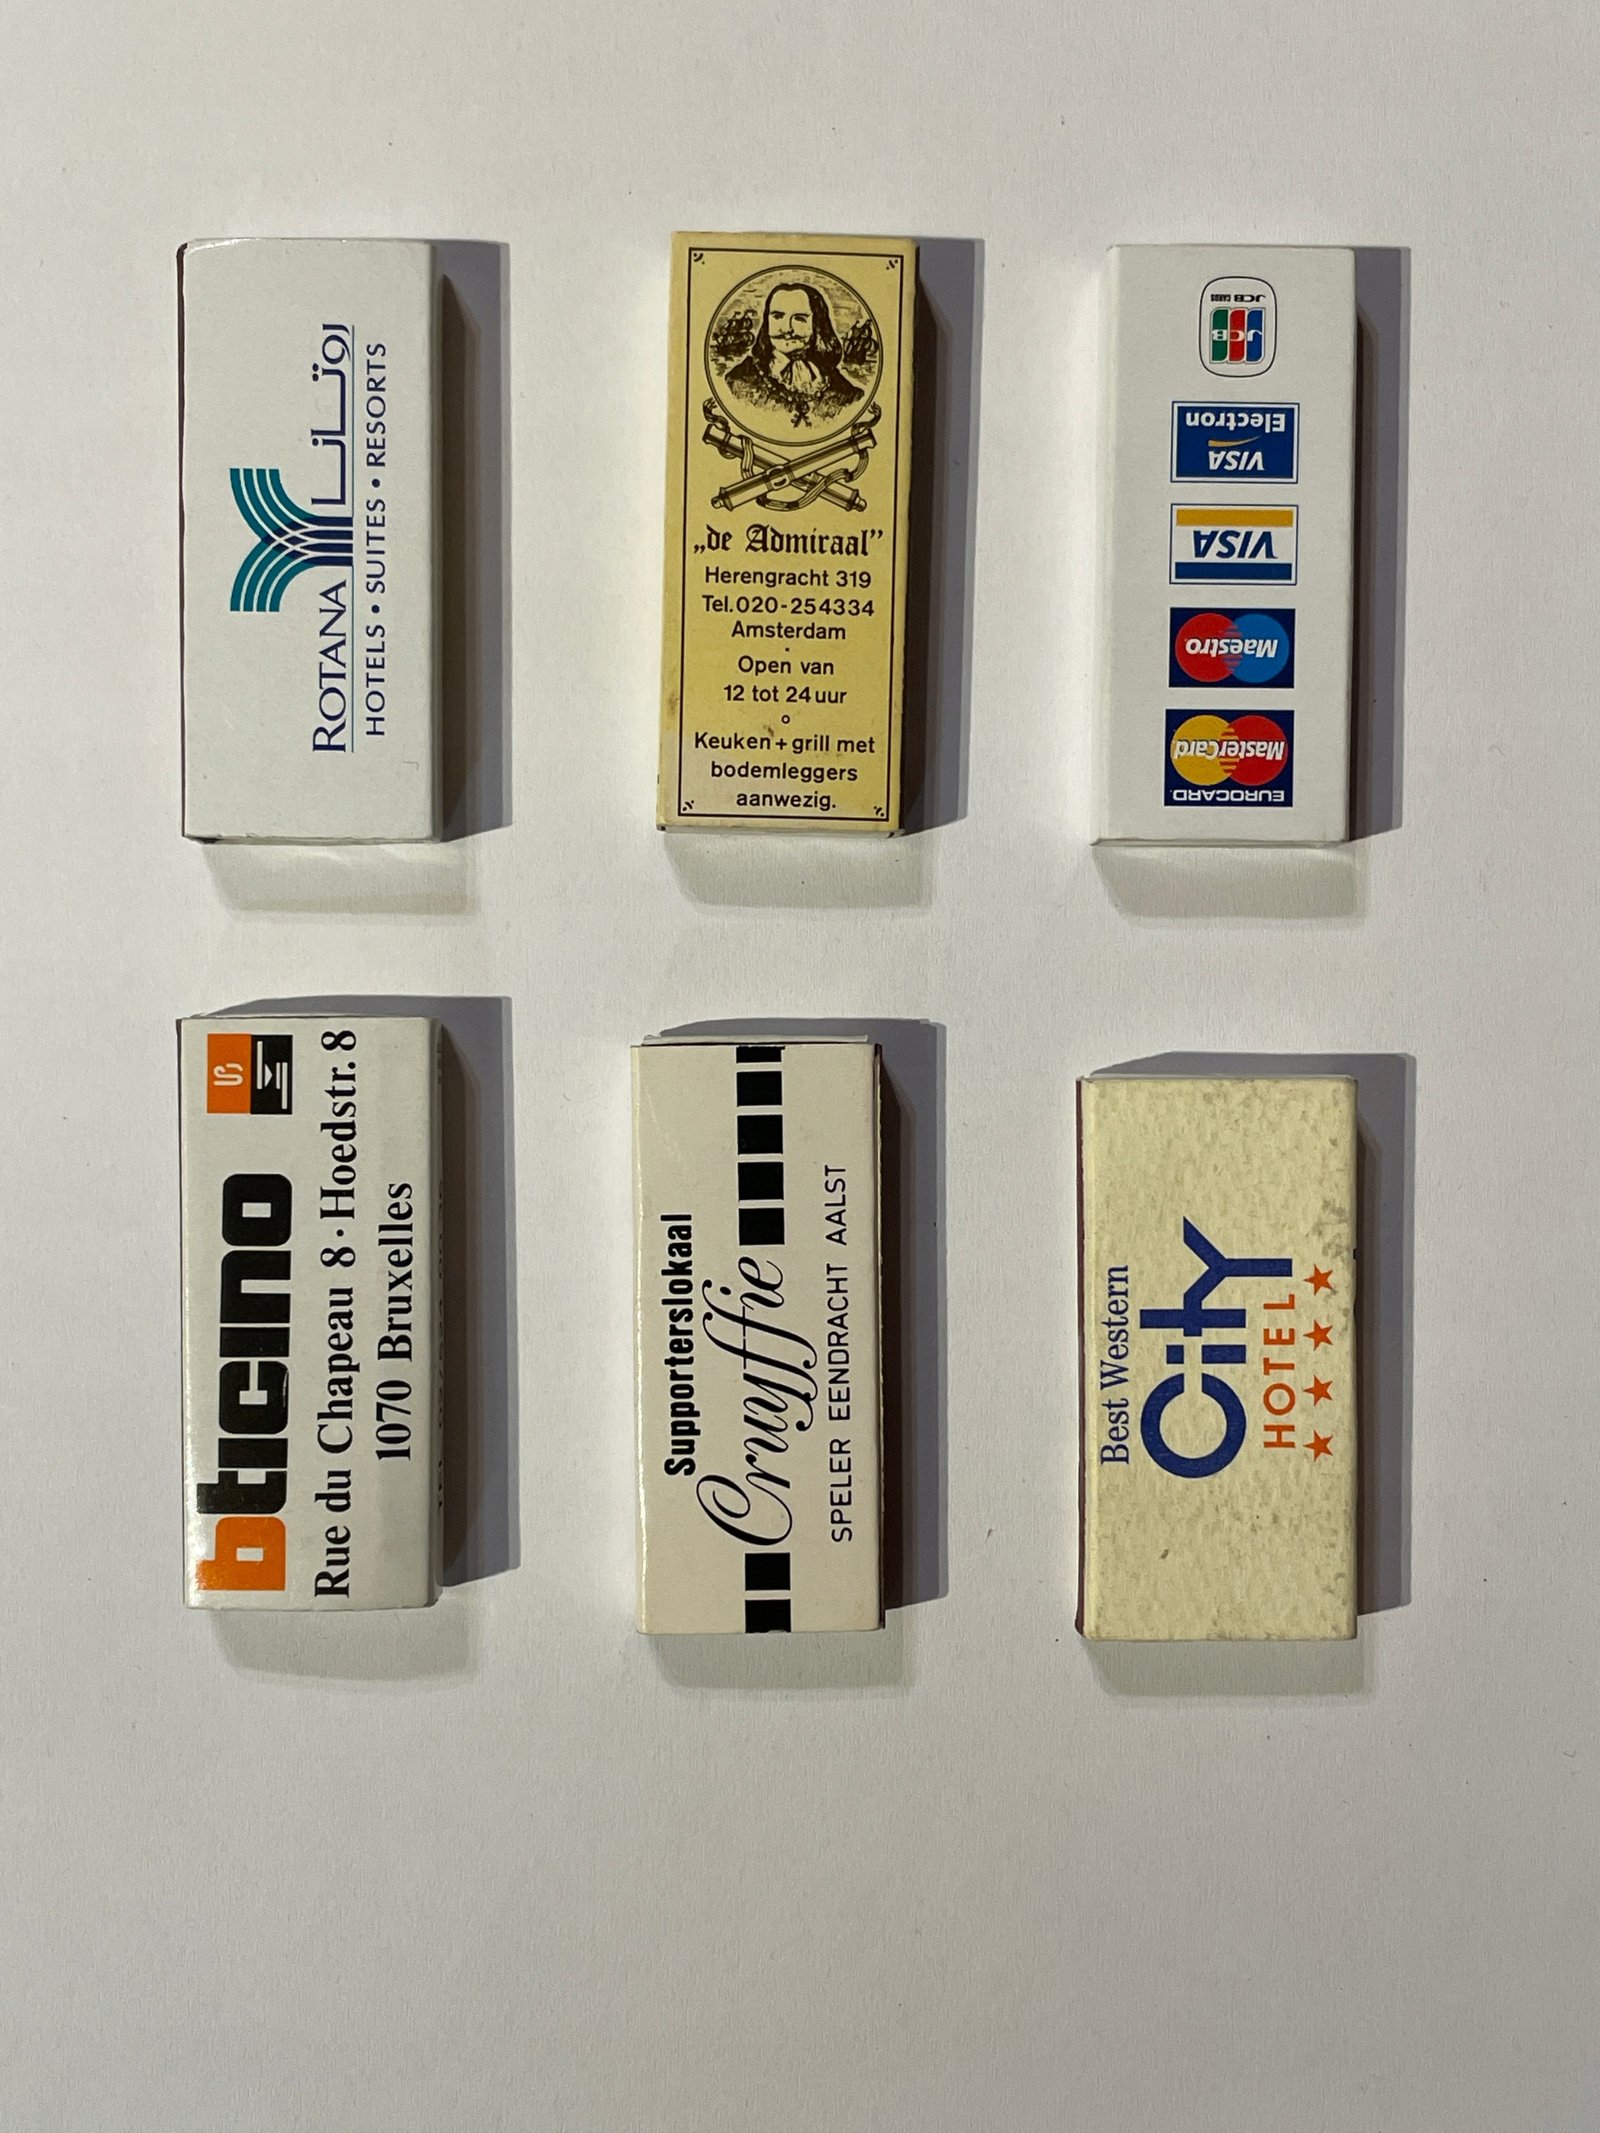 ROTANA روتانا
HOTELS • SUITES • RESORTS
„de Admiraal”
Herengracht 319
Tel. 020-254334
Amsterdam
Open van
12 tot 24 uur
Keuken + grill met
bodemleggers
aanwezig.
EUROCARD
MasterCard
Maestro
VISA
VISA
Electron
JCB
JCB CARDS
bticino
Rue du Chapeau 8 · Hoedstr. 8
1070 Bruxelles
Supporterslokaal
Cruyffie
SPELER EENDRACHT AALST
Best Western
City
HOTEL